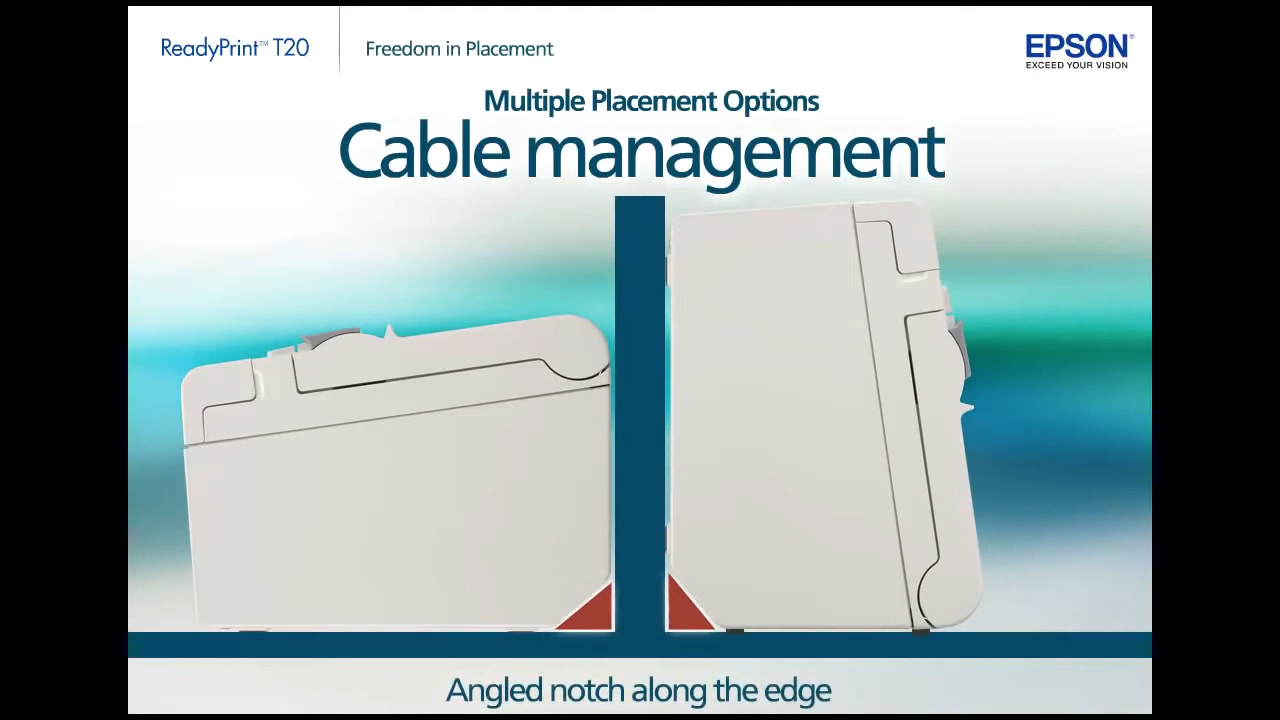 ReadyPrint™ T20
Freedom in Placement
EPSON®
EXCEED YOUR VISION
Multiple Placement Options
Cable management
Angled notch along the edge